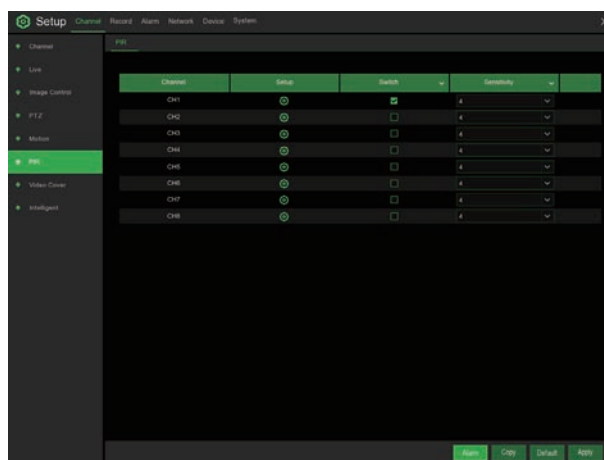 Setup Channel Record Alarm Network Device System
Channel
Live
Image Control
PTZ
Motion
PIR
Video Cover
Intelligent
PIR
Channel Setup Switch Sensitivity
CH1 4
CH2 4
CH3 4
CH4 4
CH5 4
CH6 4
CH7 4
CH8 4
Alarm Copy Default Apply